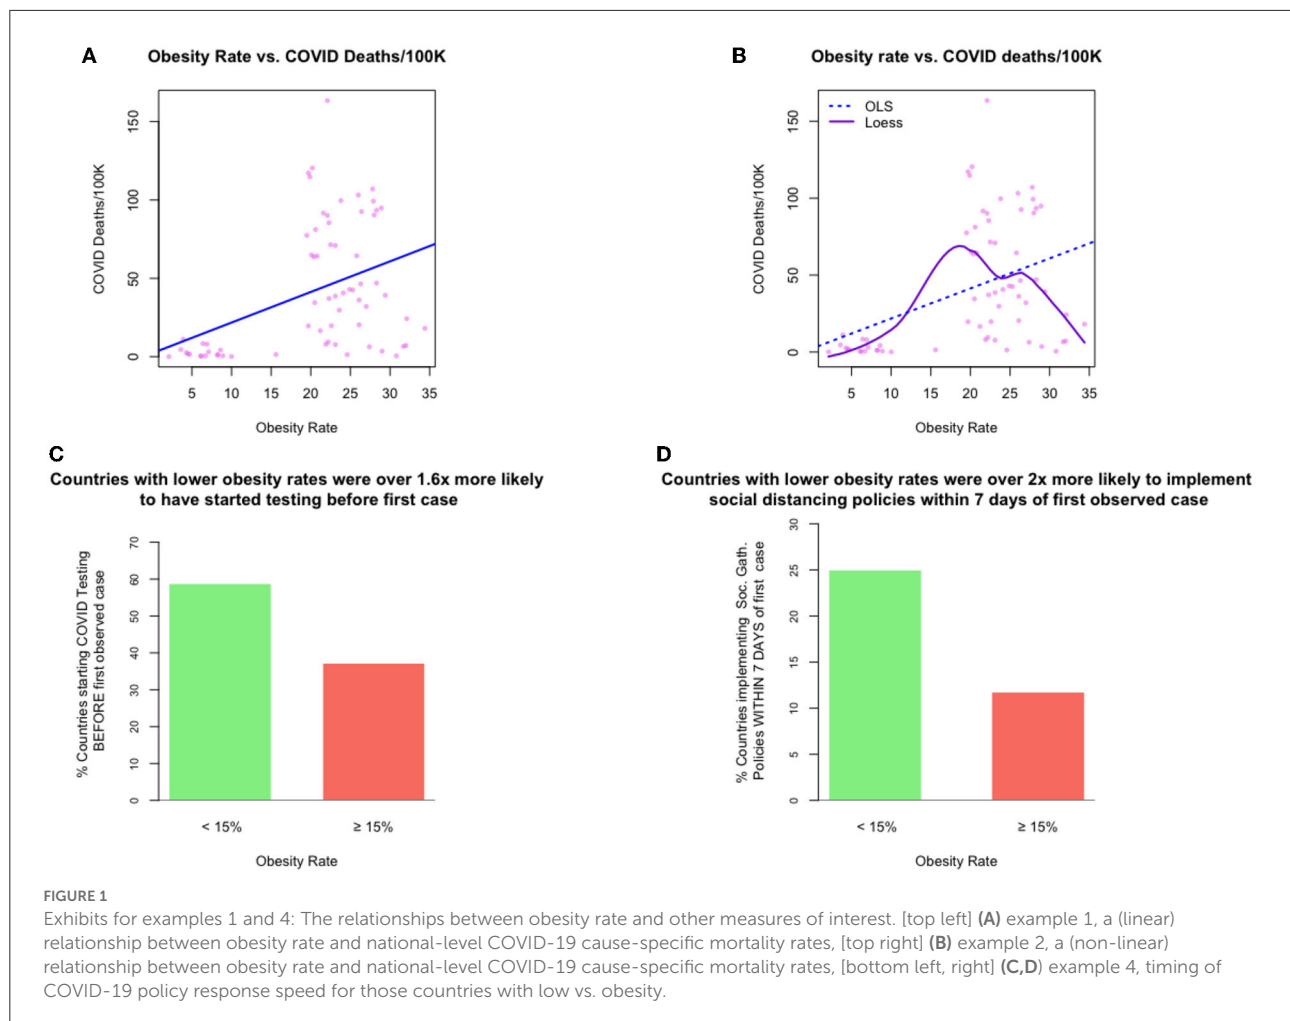 A
Obesity Rate vs. COVID Deaths/100K
COVID Deaths/100K
150
100
50
0
5 10 15 20 25 30 35
Obesity Rate
B
Obesity rate vs. COVID deaths/100K
OLS
Loess
COVID Deaths/100K
150
100
50
0
5 10 15 20 25 30 35
Obesity Rate
C
Countries with lower obesity rates were over 1.6x more likely
to have started testing before first case
% Countries starting COVID Testing
BEFORE first observed case
70
60
50
40
30
20
10
0
< 15% ≥ 15%
Obesity Rate
D
Countries with lower obesity rates were over 2x more likely to implement
social distancing policies within 7 days of first observed case
% Countries implementing Soc. Gath.
Policies WITHIN 7 DAYS of first case
30
25
20
15
10
5
0
< 15% ≥ 15%
Obesity Rate
FIGURE 1
Exhibits for examples 1 and 4: The relationships between obesity rate and other measures of interest. [top left] (A) example 1, a (linear)
relationship between obesity rate and national-level COVID-19 cause-specific mortality rates, [top right] (B) example 2, a (non-linear)
relationship between obesity rate and national-level COVID-19 cause-specific mortality rates, [bottom left, right] (C,D) example 4, timing of
COVID-19 policy response speed for those countries with low vs. obesity.